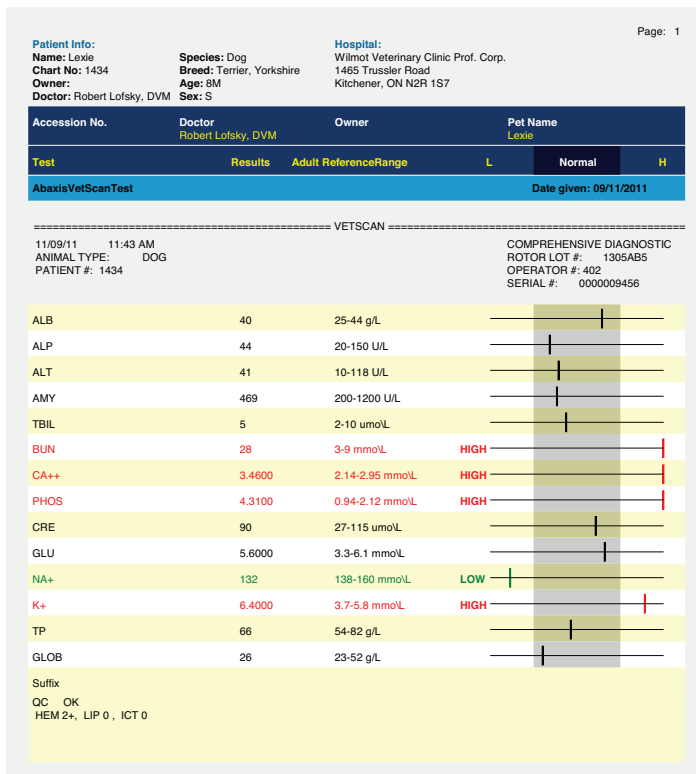 Page: 1
Patient Info:
Name: Lexie
Chart No: 1434
Owner:
Doctor: Robert Lofsky, DVM
Species: Dog
Breed: Terrier, Yorkshire
Age: 8M
Sex: S
Hospital:
Wilmot Veterinary Clinic Prof. Corp.
1465 Trussler Road
Kitchener, ON N2R 1S7
Accession No. Doctor Owner Pet Name
Robert Lofsky, DVM Lexie
Test Results Adult ReferenceRange L Normal H
AbaxisVetScanTest Date given: 09/11/2011
=============================================== VETSCAN ===============================================
11/09/11 11:43 AM
ANIMAL TYPE: DOG
PATIENT #: 1434
COMPREHENSIVE DIAGNOSTIC
ROTOR LOT #: 1305AB5
OPERATOR #: 402
SERIAL #: 0000009456
ALB 40 25-44 g/L
ALP 44 20-150 U/L
ALT 41 10-118 U/L
AMY 469 200-1200 U/L
TBIL 5 2-10 umo\L
BUN 28 3-9 mmo\L HIGH
CA++ 3.4600 2.14-2.95 mmo\L HIGH
PHOS 4.3100 0.94-2.12 mmo\L HIGH
CRE 90 27-115 umo\L
GLU 5.6000 3.3-6.1 mmo\L
NA+ 132 138-160 mmo\L LOW
K+ 6.4000 3.7-5.8 mmo\L HIGH
TP 66 54-82 g/L
GLOB 26 23-52 g/L
Suffix
QC OK
HEM 2+, LIP 0 , ICT 0